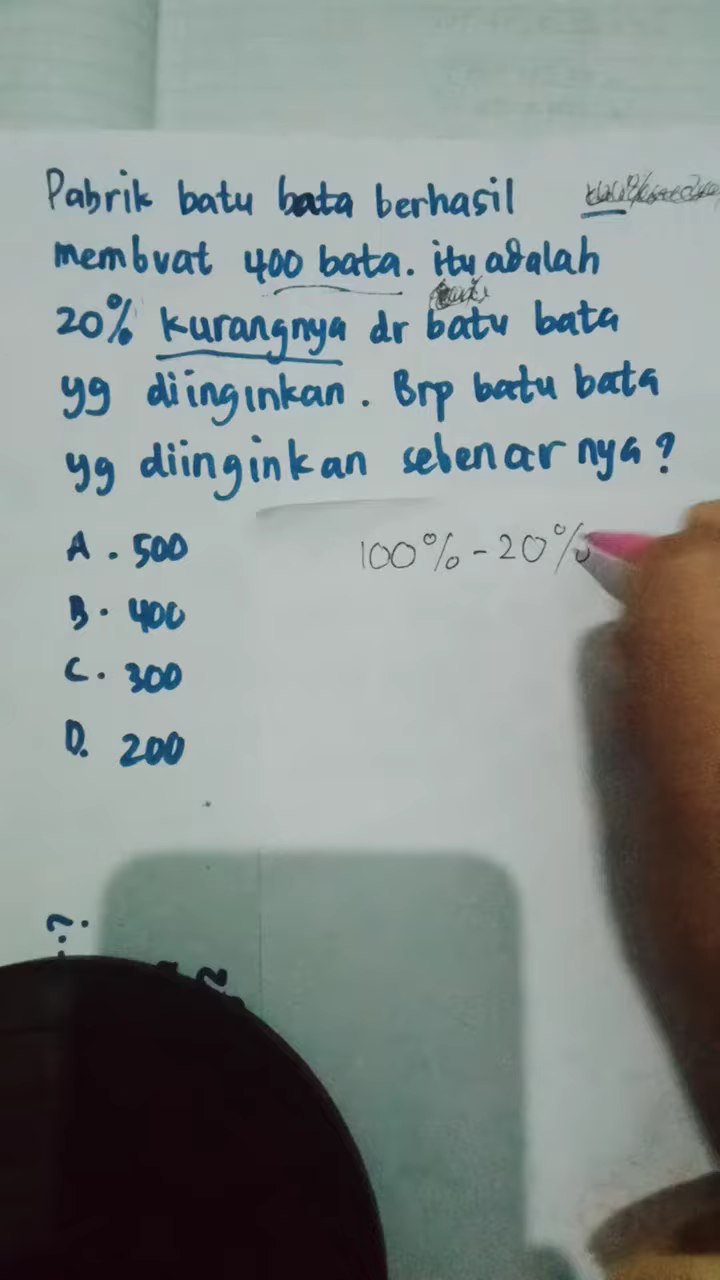 Pabrik batu bata berhasil
membuat 400 bata. itu adalah
20% kurangnya dr batu bata
yg diinginkan. Brp batu bata
yg diinginkan sebenarnya?
100% - 20%
A. 500
B. 400
C. 300
D. 200